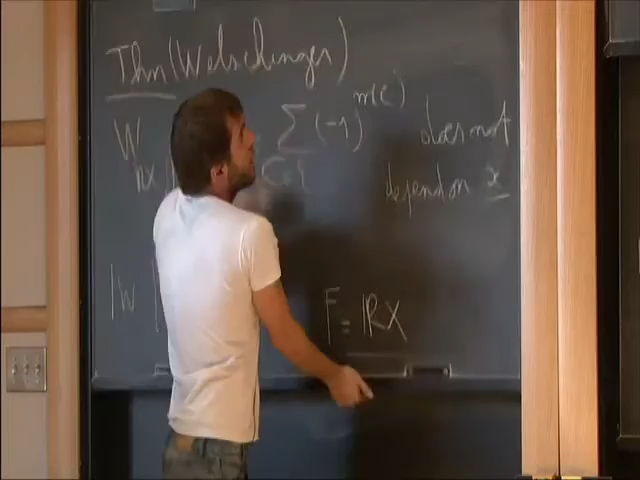 Thm (Welschinger)
W Σ (-1)^m(C) does not
depend on x
W F = RX